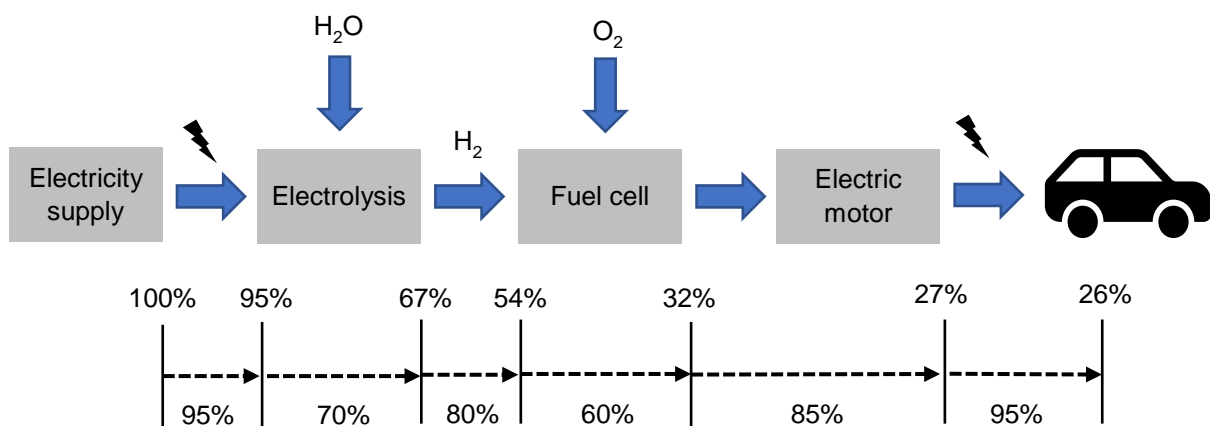 H₂O
O₂
H₂
Electricity
supply
Electrolysis
Fuel cell
Electric
motor
100% 95% 67% 54% 32% 27% 26%
95% 70% 80% 60% 85% 95%